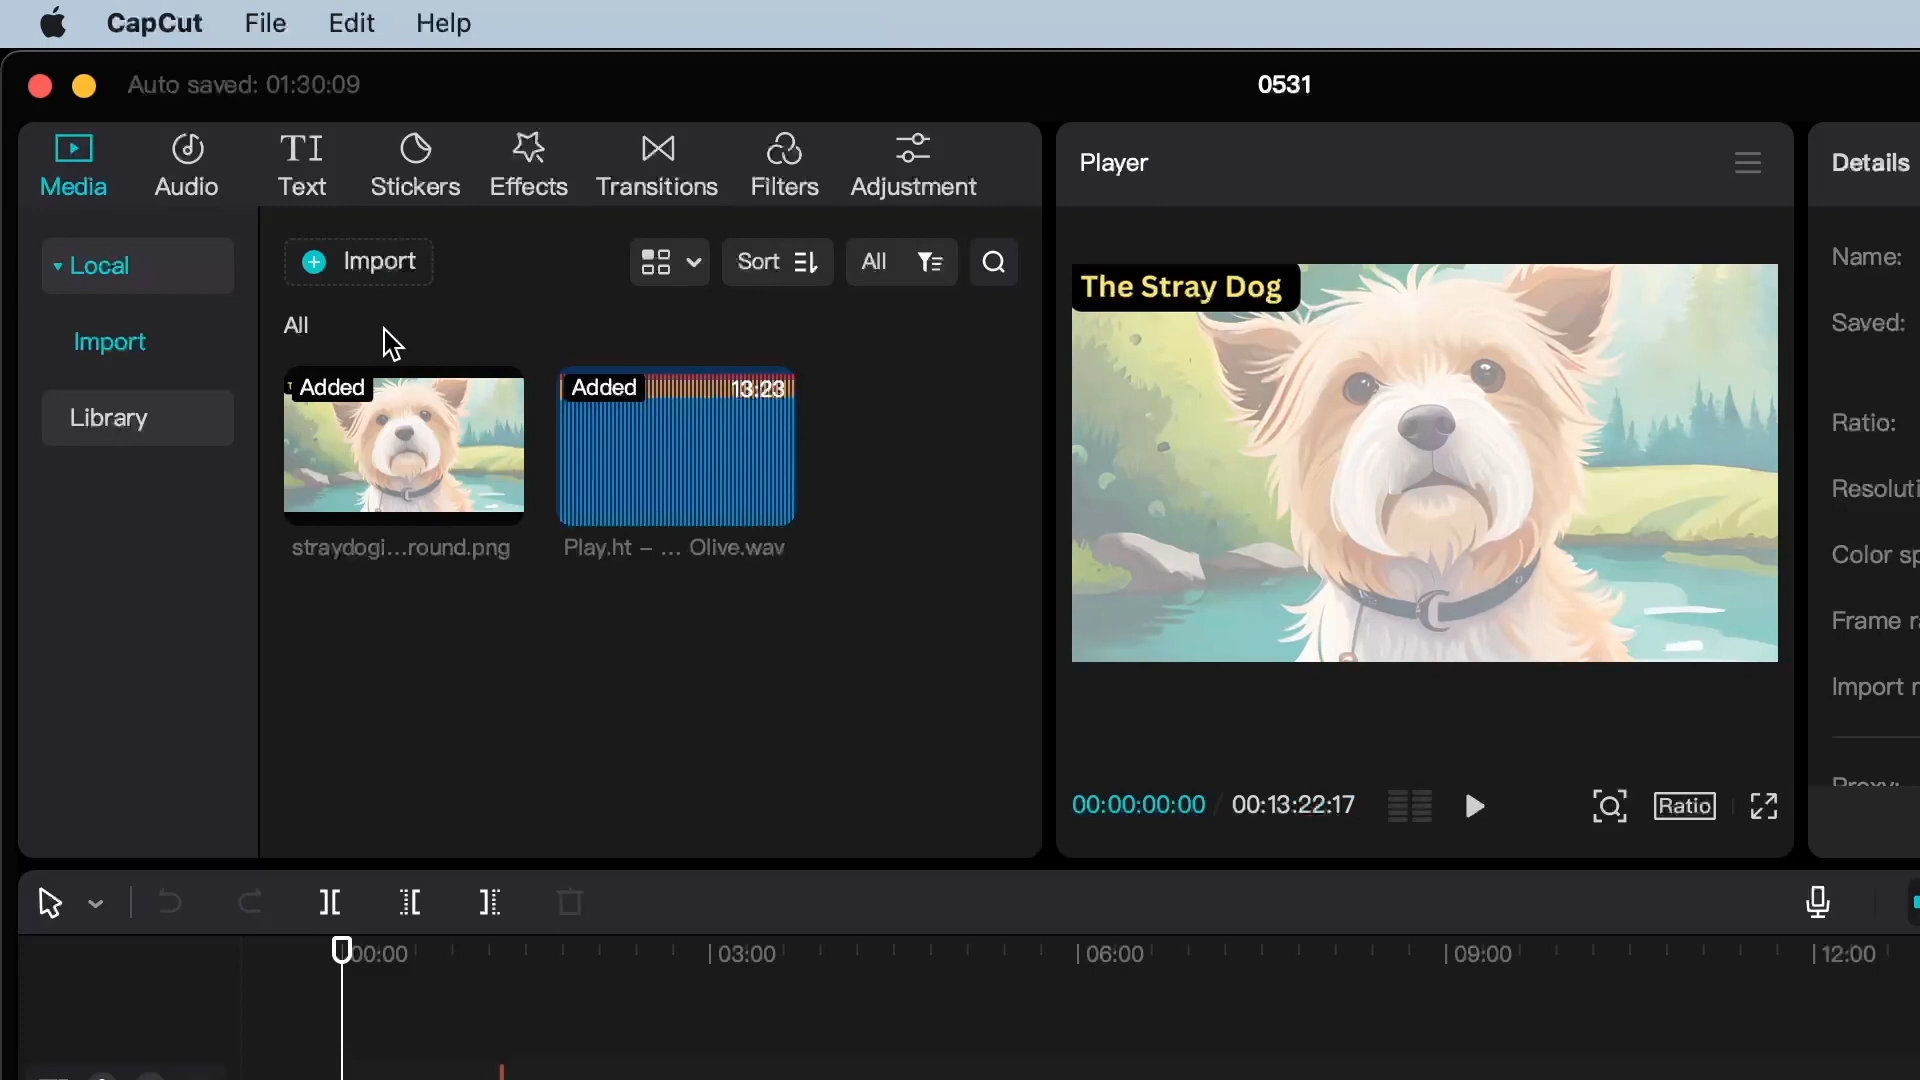 CapCut File Edit Help
Auto saved: 01:30:09
0531
Media Audio Text Stickers Effects Transitions Filters Adjustment
Local
Import
Library
Import
Sort
All
All
Added
Added 13:23
straydogi...round.png
Play.ht – ... Olive.wav
Player
The Stray Dog
00:00:00:00 / 00:13:22:17
Ratio
Details
Name:
Saved:
Ratio:
Resoluti
Color sp
Frame ra
Import r
00:00 03:00 06:00 09:00 12:00